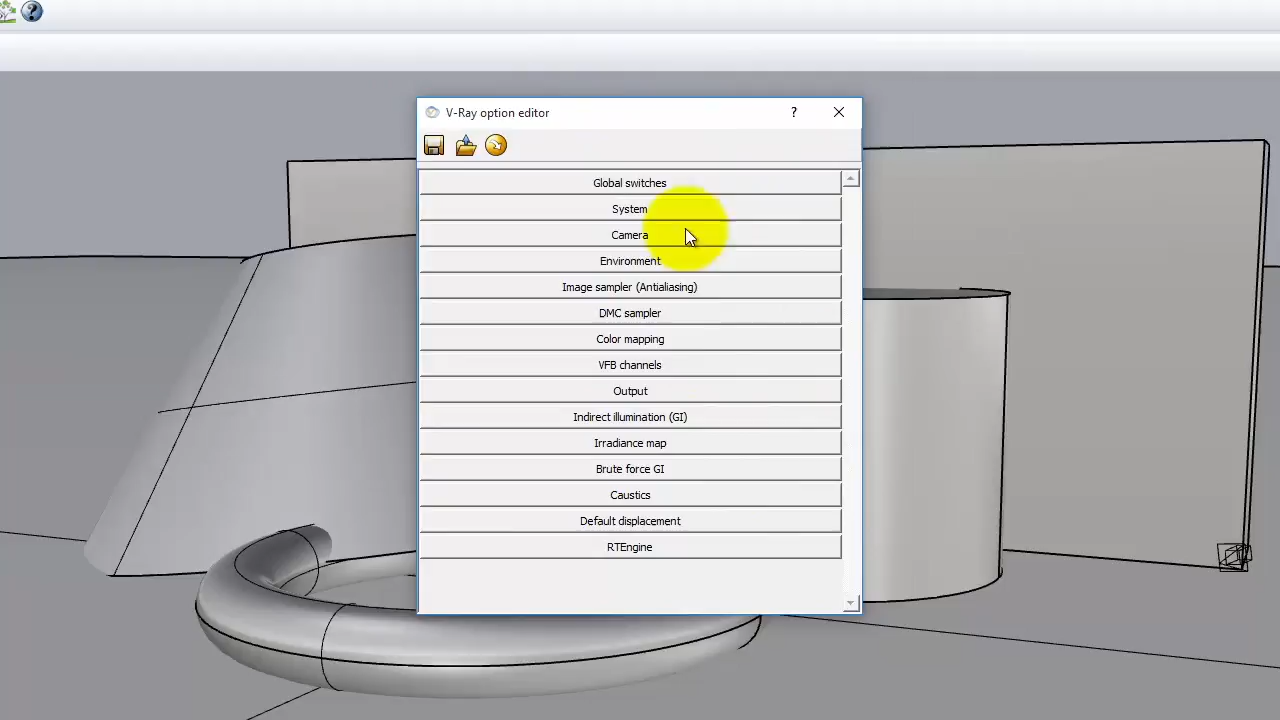 V-Ray option editor
Global switches
System
Camera
Environment
Image sampler (Antialiasing)
DMC sampler
Color mapping
VFB channels
Output
Indirect illumination (GI)
Irradiance map
Brute force GI
Caustics
Default displacement
RTEngine